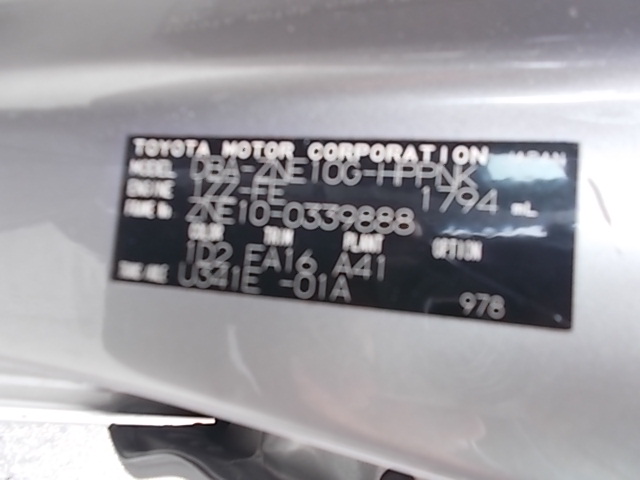 TOYOTA MOTOR CORPORATION JAPAN
MODEL DBA-ZNE10G-HPPNK
ENGINE 1ZZ-FE 1794 mL
FRAME No. ZNE10-0339888
COLOR TRIM PLANT OPTION
1D2 FA16 A41
TRANS/AXLE U341E -01A
978